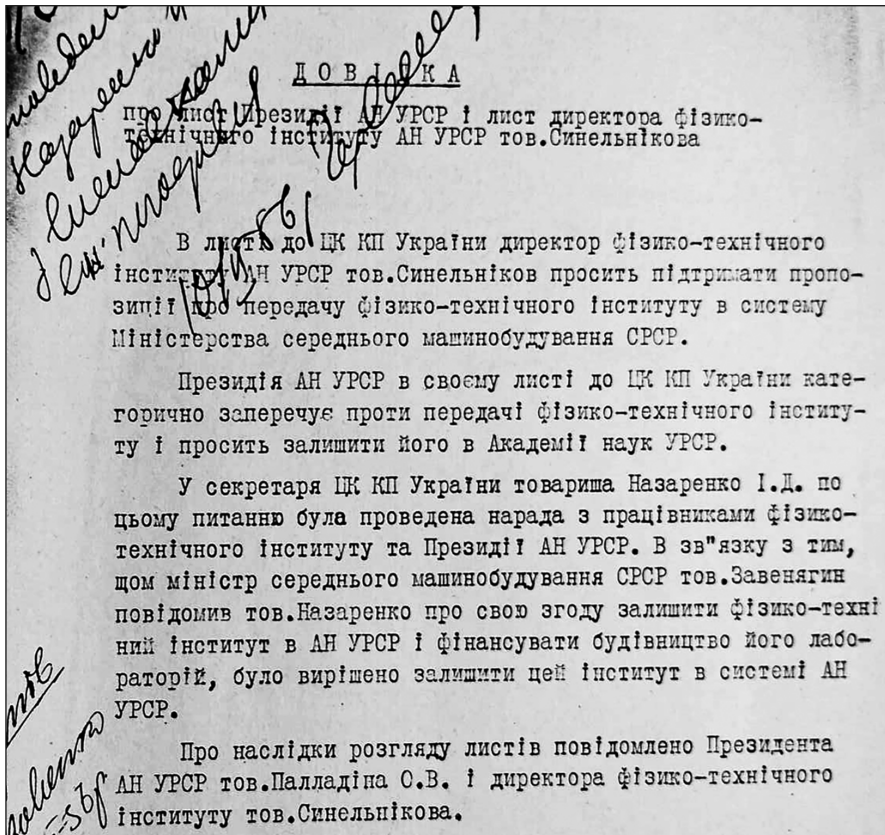 ДОВІДКА
про лист Президії АН УРСР і лист директора фізико-
технічного інституту АН УРСР тов.Синельнікова
В листі до ЦК КП України директор фізико-технічного
інституту АН УРСР тов.Синельніков просить підтримати пропо-
зиції про передачу фізико-технічного інституту в систему
Міністерства середнього машинобудування СРСР.
Президія АН УРСР в своєму листі до ЦК КП України кате-
горично заперечує проти передачі фізико-технічного інститу-
ту і просить залишити його в Академії наук УРСР.
У секретаря ЦК КП України товариша Назаренко І.Д. по
цьому питанню була проведена нарада з працівниками фізико-
технічного інституту та Президії АН УРСР. В зв"язку з тим,
щом міністр середнього машинобудування СРСР тов.Завенягин
повідомив тов.Назаренко про свою згоду залишити фізико-техні
ний інститут в АН УРСР і фінансувати будівництво його лабо-
раторій, було вирішено залишити цей інститут в системі АН
УРСР.
Про наслідки розгляду листів повідомлено Президента
АН УРСР тов.Палладіна О.В. і директора фізико-технічного
інституту тов.Синельнікова.